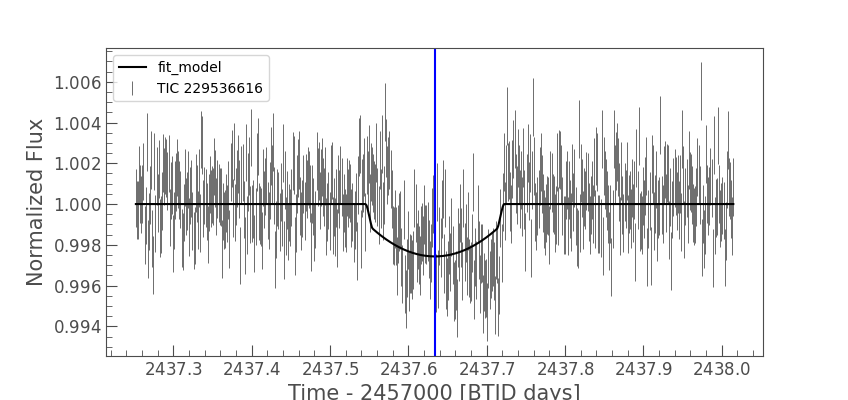 fit_model
TIC 229536616
1.006
1.004
1.002
1.000
0.998
0.996
0.994
Normalized Flux
2437.3 2437.4 2437.5 2437.6 2437.7 2437.8 2437.9 2438.0
Time - 2457000 [BTJD days]